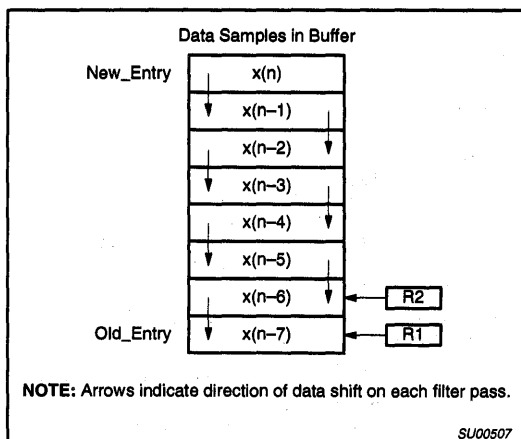 Data Samples in Buffer
New_Entry
x(n)
x(n–1)
x(n–2)
x(n–3)
x(n–4)
x(n–5)
x(n–6)
R2
Old_Entry
x(n–7)
R1
NOTE: Arrows indicate direction of data shift on each filter pass.
SU00507